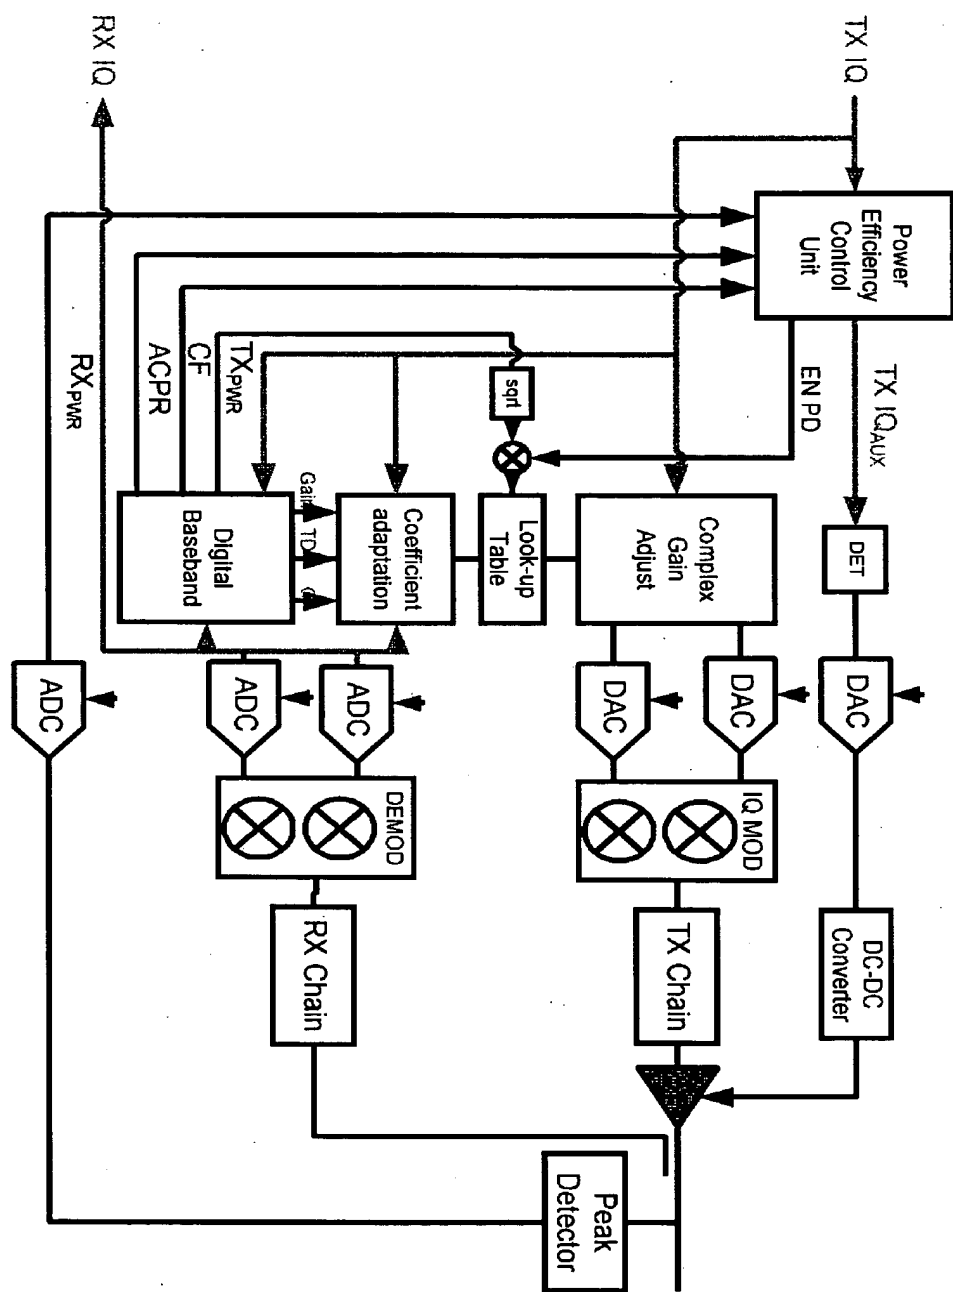 TX IQ
Power
Efficiency
Control
Unit
TX IQAUX
DET
DAC
DC-DC
Converter
EN PD
Complex
Gain
Adjust
DAC
DAC
IQ MOD
TX Chain
sqrt
Look-up
Table
Peak
Detector
Coefficient
adaptation
Gain
TD
Digital
Baseband
TXPWR
CF
ACPR
RXPWR
ADC
ADC
DEMOD
RX Chain
RX IQ
ADC